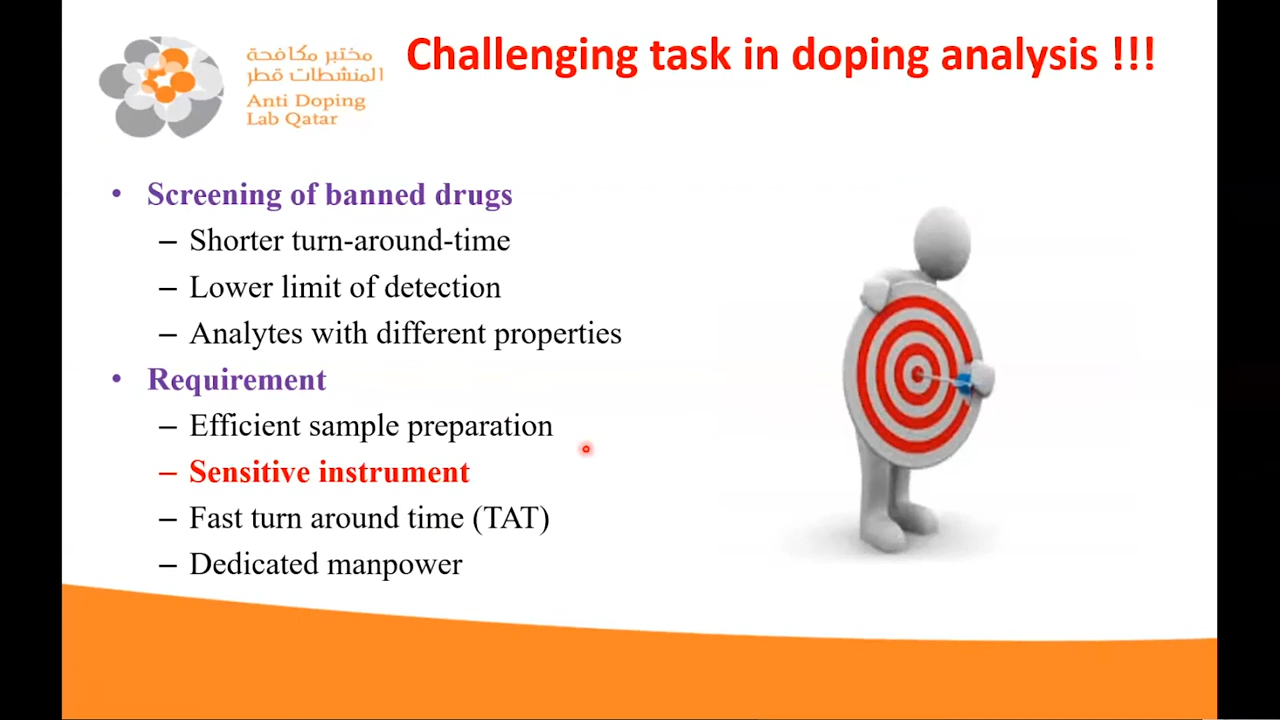 مختبر مكافحة
المنشطات قطر
Anti Doping
Lab Qatar
Challenging task in doping analysis !!!
• Screening of banned drugs
– Shorter turn-around-time
– Lower limit of detection
– Analytes with different properties
• Requirement
– Efficient sample preparation
– Sensitive instrument
– Fast turn around time (TAT)
– Dedicated manpower